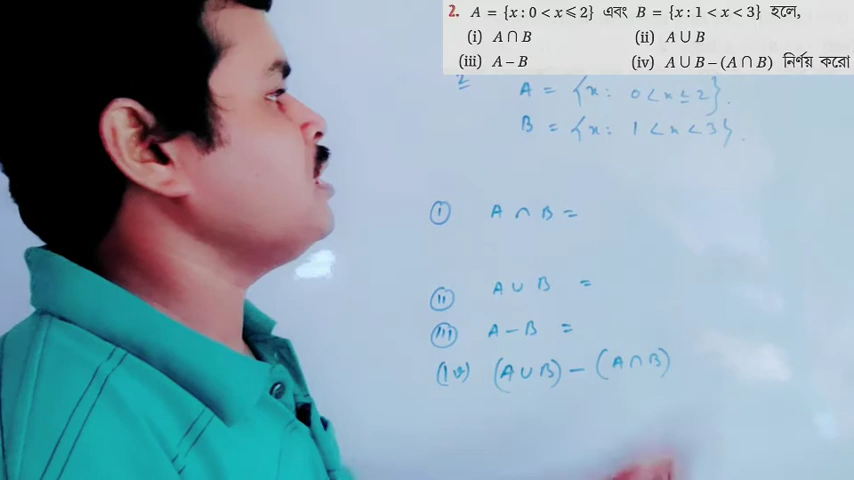 2. A = {x : 0 < x ⩽ 2} এবং B = {x : 1 < x < 3} হলে,
(i) A ∩ B (ii) A ∪ B
(iii) A – B (iv) A ∪ B – (A ∩ B) নির্ণয় করো
2 A = {x : 0 < x ≤ 2}.
B = {x : 1 < x < 3}.
(i) A ∩ B =
(ii) A ∪ B =
(iii) A – B =
(iv) (A ∪ B) – (A ∩ B)